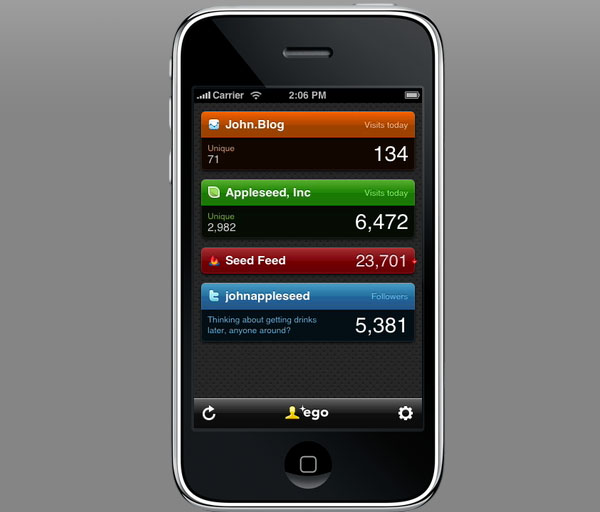 Carrier 2:06 PM
John.Blog Visits today
Unique
71
134
Appleseed, Inc Visits today
Unique
2,982
6,472
Seed Feed 23,701
johnappleseed Followers
Thinking about getting drinks
later, anyone around?
5,381
ego